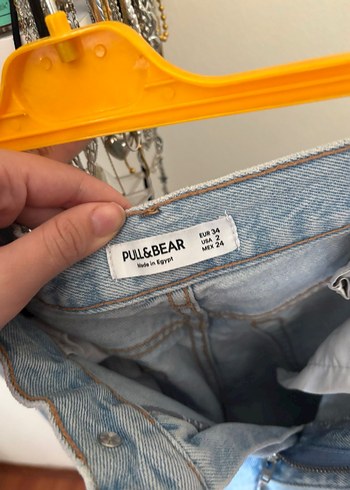 PULL&BEAR
Made in Egypt
EUR 34
USA 2
MEX 24